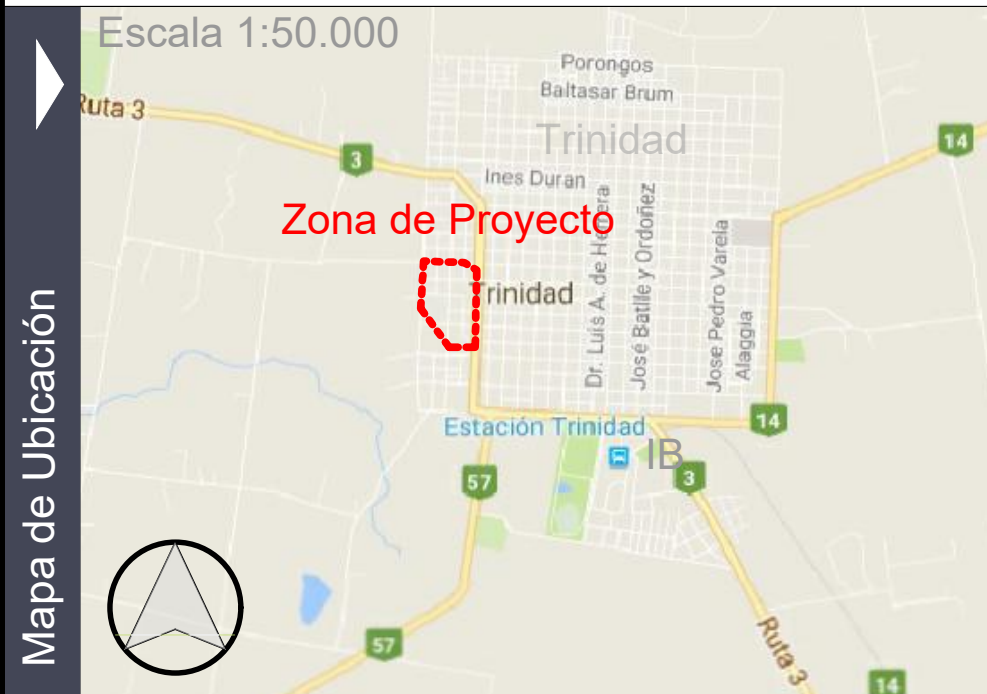 Mapa de Ubicación
Escala 1:50.000
Porongos
Baltasar Brum
Ruta 3
Trinidad
14
3
Ines Duran
Zona de Proyecto
Dr. Luis A. de Herrera
José Batlle y Ordoñez
Jose Pedro Varela
Alaggia
Trinidad
14
Estación Trinidad
IB
57
3
57
Ruta 3
14